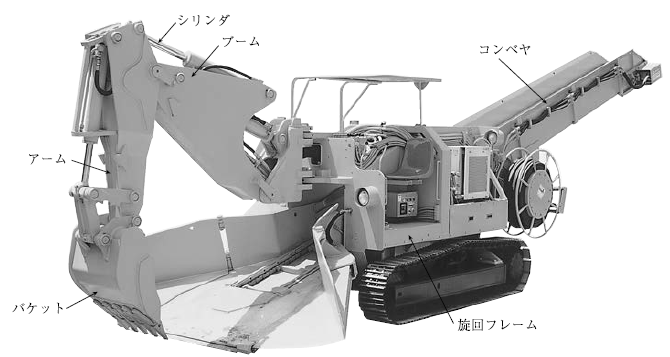 シリンダ
ブーム
コンベヤ
アーム
バケット
旋回フレーム